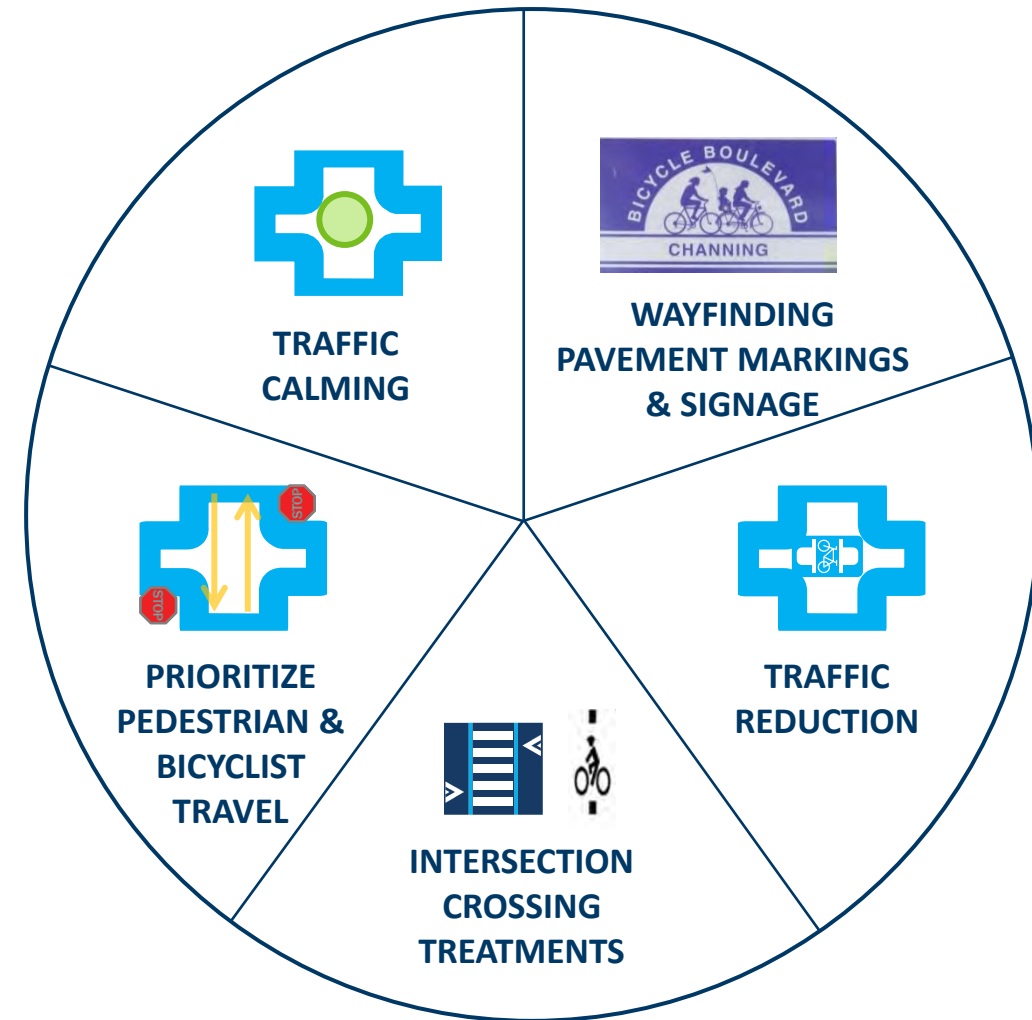 BICYCLE BOULEVARD
CHANNING
WAYFINDING
PAVEMENT MARKINGS
& SIGNAGE
TRAFFIC
CALMING
STOP
STOP
PRIORITIZE
PEDESTRIAN &
BICYCLIST
TRAVEL
TRAFFIC
REDUCTION
INTERSECTION
CROSSING
TREATMENTS